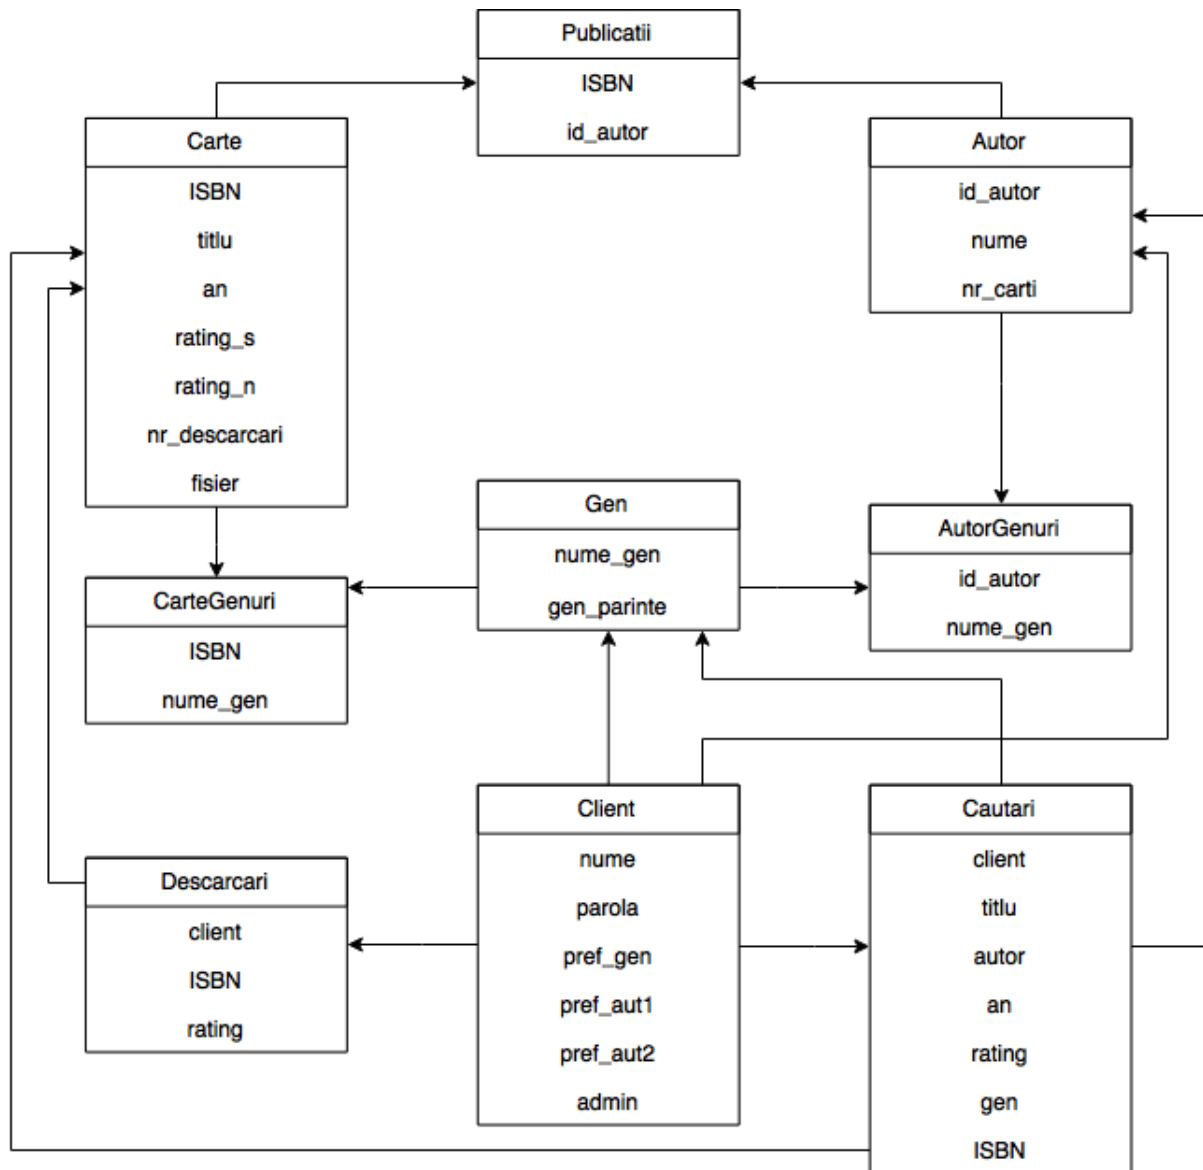 Publicatii
ISBN
id_autor
Carte
ISBN
titlu
an
rating_s
rating_n
nr_descarcari
fisier
Autor
id_autor
nume
nr_carti
Gen
nume_gen
gen_parinte
AutorGenuri
id_autor
nume_gen
CarteGenuri
ISBN
nume_gen
Client
nume
parola
pref_gen
pref_aut1
pref_aut2
admin
Cautari
client
titlu
autor
an
rating
gen
ISBN
Descarcari
client
ISBN
rating